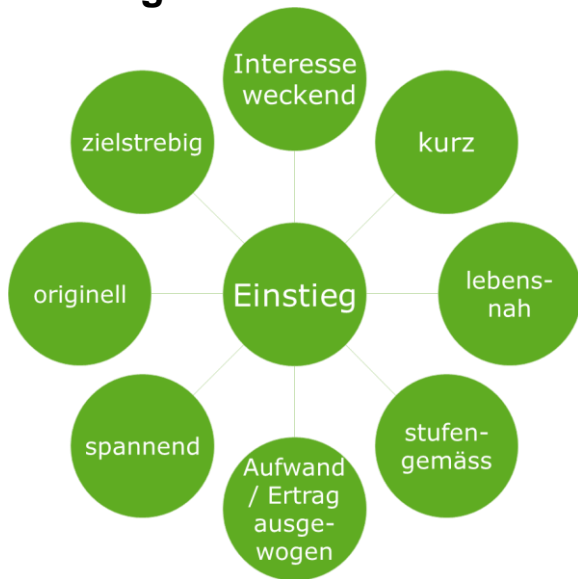 Interesse
weckend
kurz
lebens-
nah
stufen-
gemäss
Aufwand
/ Ertrag
ausge-
wogen
spannend
originell
zielstrebig
Einstieg